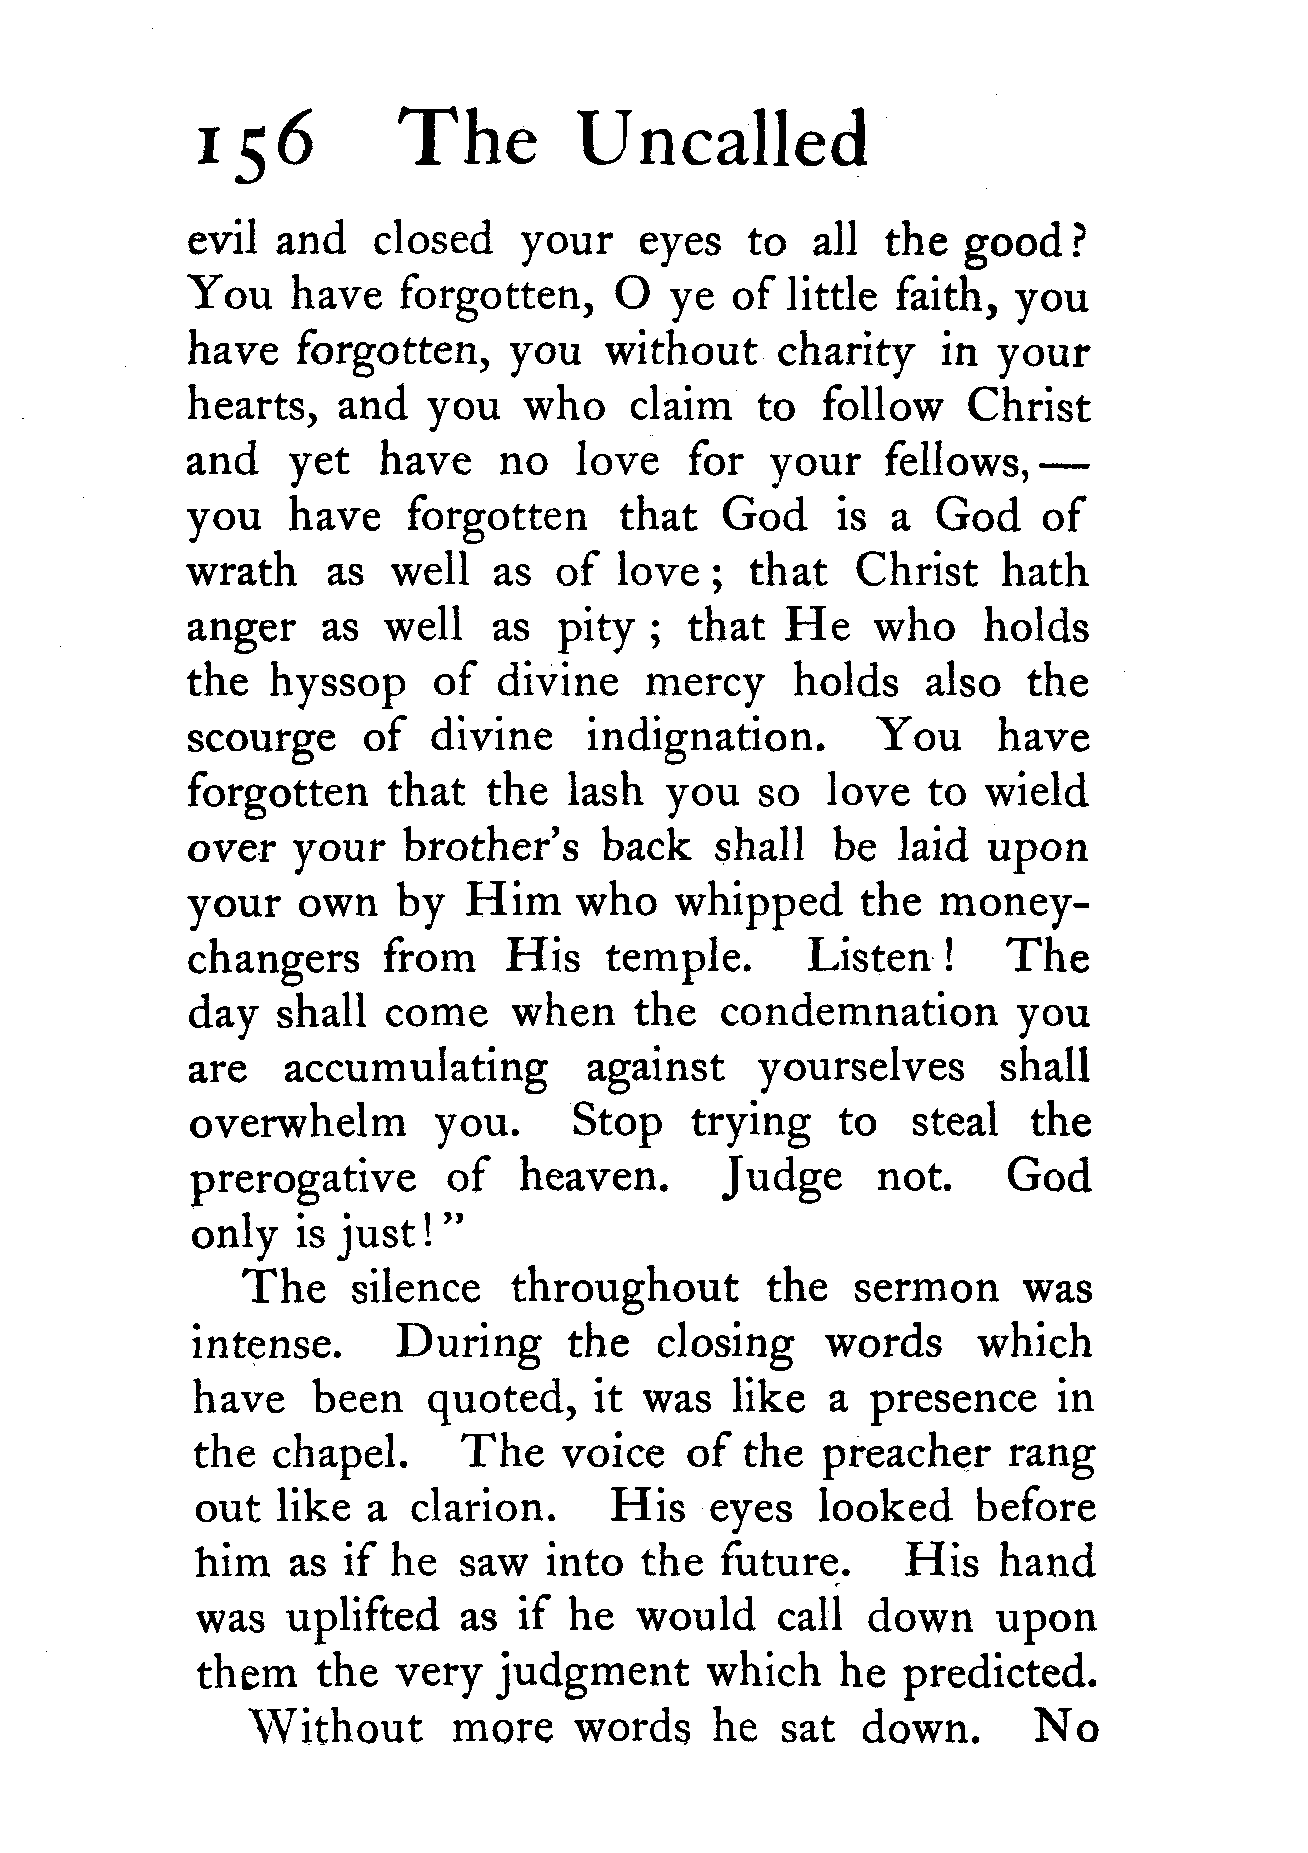 156 The Uncalled
evil and closed your eyes to all the good?
You have forgotten, O ye of little faith, you
have forgotten, you without charity in your
hearts, and you who claim to follow Christ
and yet have no love for your fellows,—
you have forgotten that God is a God of
wrath as well as of love; that Christ hath
anger as well as pity; that He who holds
the hyssop of divine mercy holds also the
scourge of divine indignation. You have
forgotten that the lash you so love to wield
over your brother's back shall be laid upon
your own by Him who whipped the money-
changers from His temple. Listen! The
day shall come when the condemnation you
are accumulating against yourselves shall
overwhelm you. Stop trying to steal the
prerogative of heaven. Judge not. God
only is just!"
The silence throughout the sermon was
intense. During the closing words which
have been quoted, it was like a presence in
the chapel. The voice of the preacher rang
out like a clarion. His eyes looked before
him as if he saw into the future. His hand
was uplifted as if he would call down upon
them the very judgment which he predicted.
Without more words he sat down. No